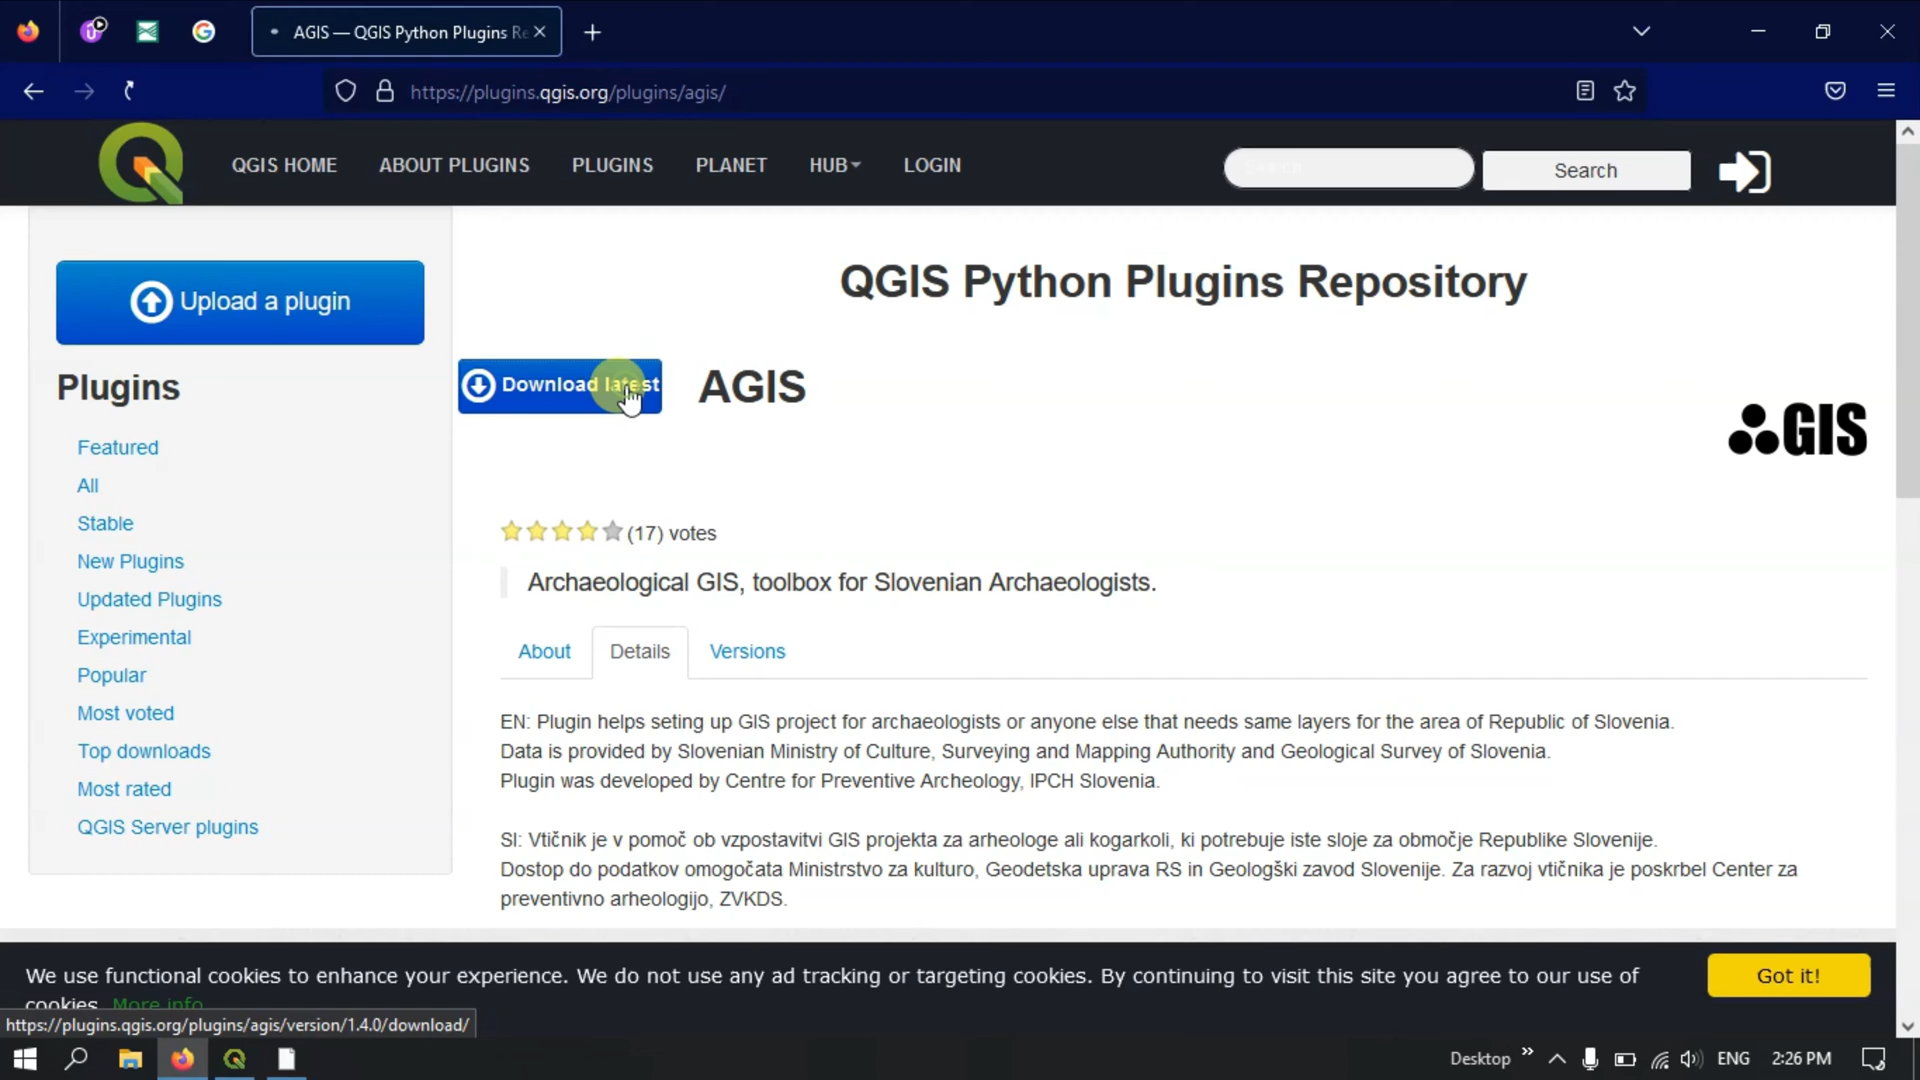 AGIS — QGIS Python Plugins Re
https://plugins.qgis.org/plugins/agis/
QGIS HOME ABOUT PLUGINS PLUGINS PLANET HUB LOGIN
Search
Upload a plugin
QGIS Python Plugins Repository
Plugins
Download latest
AGIS
GIS
Featured
All
Stable
New Plugins
Updated Plugins
Experimental
Popular
Most voted
Top downloads
Most rated
QGIS Server plugins
(17) votes
Archaeological GIS, toolbox for Slovenian Archaeologists.
About Details Versions
EN: Plugin helps seting up GIS project for archaeologists or anyone else that needs same layers for the area of Republic of Slovenia.
Data is provided by Slovenian Ministry of Culture, Surveying and Mapping Authority and Geological Survey of Slovenia.
Plugin was developed by Centre for Preventive Archeology, IPCH Slovenia.
SI: Vtičnik je v pomoč ob vzpostavitvi GIS projekta za arheologe ali kogarkoli, ki potrebuje iste sloje za območje Republike Slovenije.
Dostop do podatkov omogočata Ministrstvo za kulturo, Geodetska uprava RS in Geološki zavod Slovenije. Za razvoj vtičnika je poskrbel Center za
preventivno arheologijo, ZVKDS.
We use functional cookies to enhance your experience. We do not use any ad tracking or targeting cookies. By continuing to visit this site you agree to our use of
cookies. More info
Got it!
https://plugins.qgis.org/plugins/agis/version/1.4.0/download/
Desktop ENG 2:26 PM